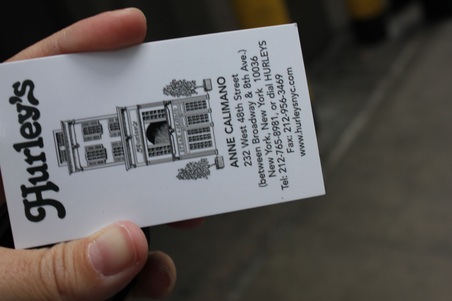 Hurley's
ANNE CALIMANO
232 West 48th Street
(between Broadway & 8th Ave.)
New York, New York 10036
Tel: 212-765-8981, or dial HURLEYS
Fax: 212-956-3469
www.hurleysnyc.com